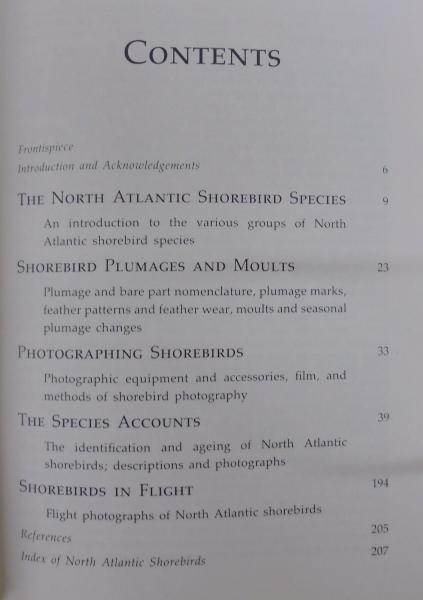 CONTENTS
Frontispiece
Introduction and Acknowledgements 6
THE NORTH ATLANTIC SHOREBIRD SPECIES 9
An introduction to the various groups of North
Atlantic shorebird species
SHOREBIRD PLUMAGES AND MOULTS 23
Plumage and bare part nomenclature, plumage marks,
feather patterns and feather wear, moults and seasonal
plumage changes
PHOTOGRAPHING SHOREBIRDS 33
Photographic equipment and accessories, film, and
methods of shorebird photography
THE SPECIES ACCOUNTS 39
The identification and ageing of North Atlantic
shorebirds; descriptions and photographs
SHOREBIRDS IN FLIGHT 194
Flight photographs of North Atlantic shorebirds
References 205
Index of North Atlantic Shorebirds 207